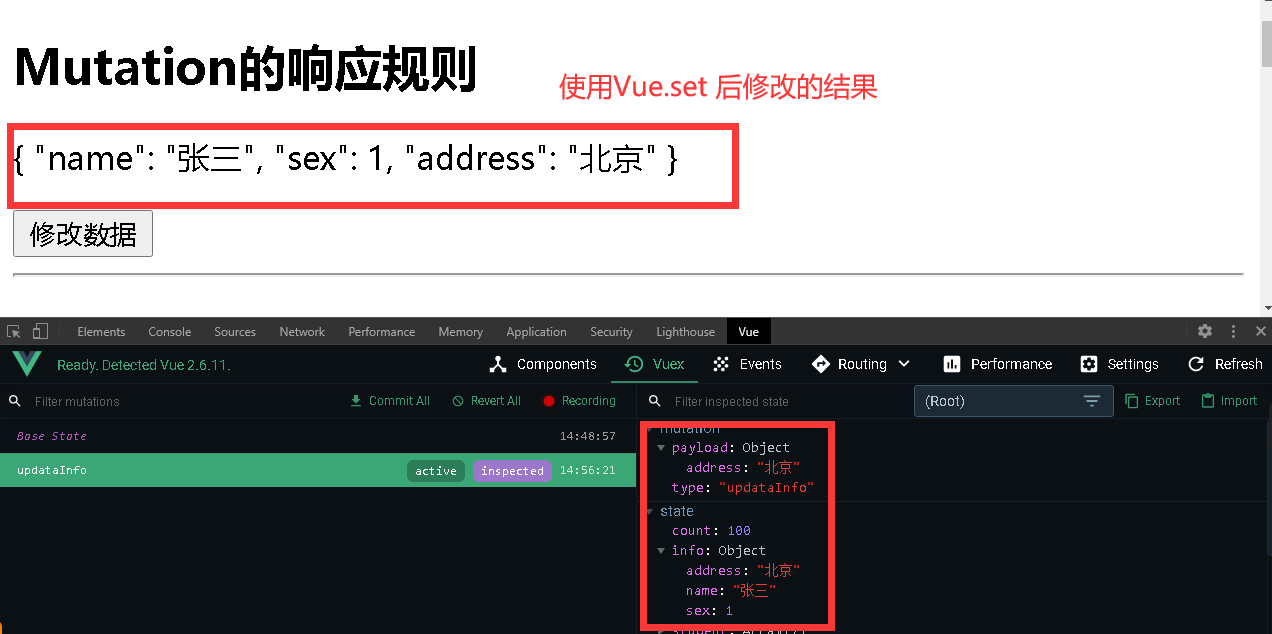 Mutation的响应规则
使用Vue.set 后修改的结果
{ "name": "张三", "sex": 1, "address": "北京" }
修改数据
Elements Console Sources Network Performance Memory Application Security Lighthouse Vue
Ready. Detected Vue 2.6.11. Components Vuex Events Routing Performance Settings Refresh
Filter mutations Commit All Revert All Recording Filter inspected state (Root) Export Import
Base State 14:48:57
updataInfo active inspected 14:56:21
mutation
payload: Object
address: "北京"
type: "updataInfo"
state
count: 100
info: Object
address: "北京"
name: "张三"
sex: 1